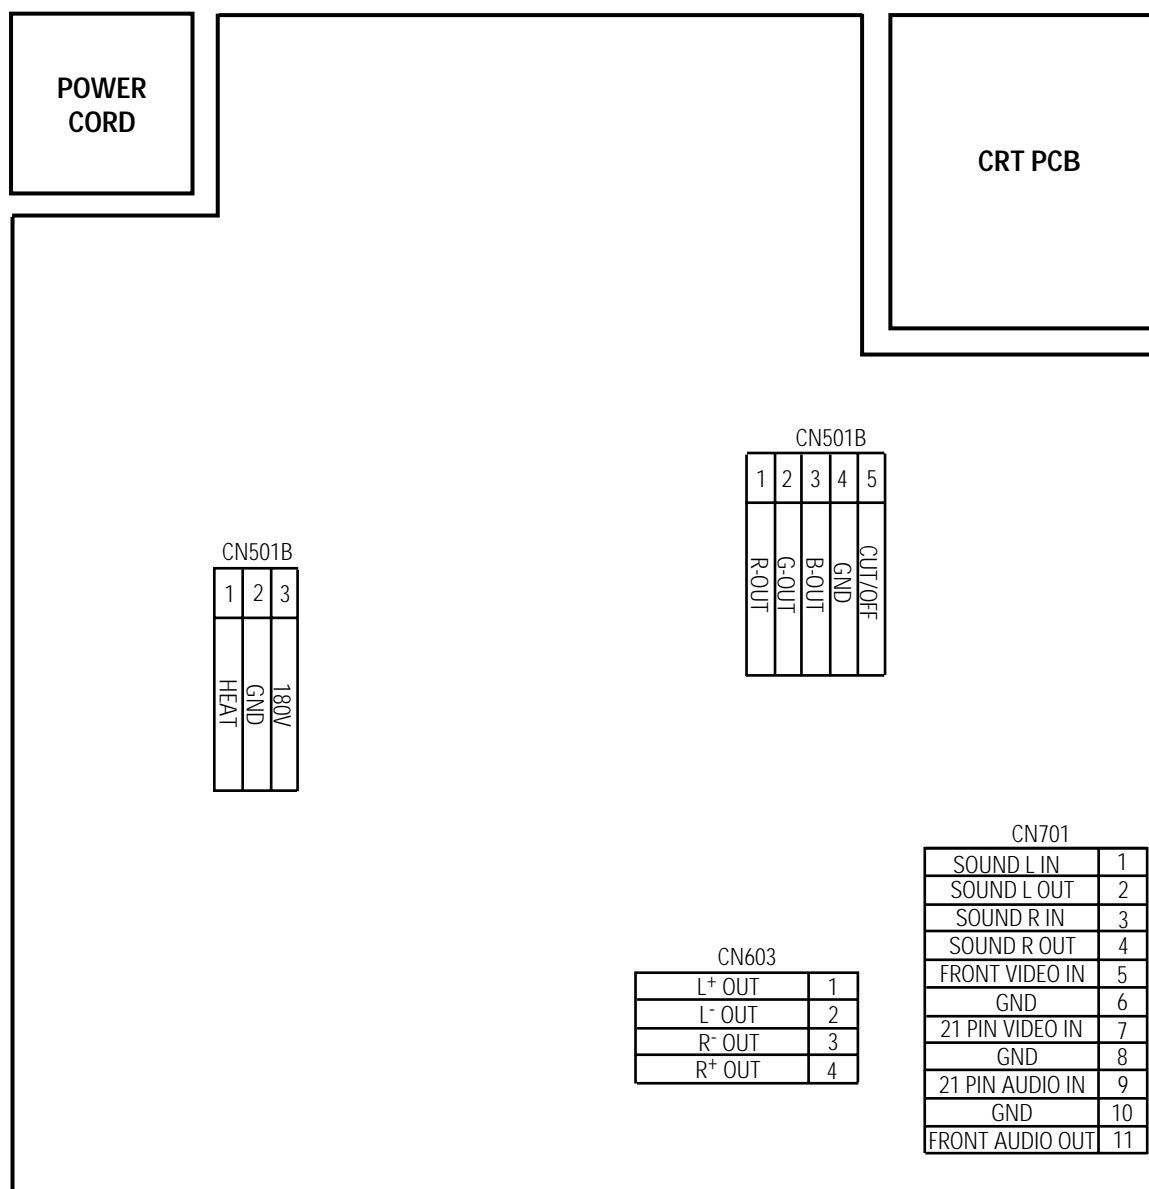 POWER
CORD
CRT PCB
CN501B
1 2 3 4 5
R-OUT
G-OUT
B-OUT
GND
CUT/OFF
CN501B
1 2 3
HEAT
GND
180V
CN701
SOUND L IN 1
SOUND L OUT 2
SOUND R IN 3
SOUND R OUT 4
FRONT VIDEO IN 5
GND 6
21 PIN VIDEO IN 7
GND 8
21 PIN AUDIO IN 9
GND 10
FRONT AUDIO OUT 11
CN603
L+ OUT 1
L- OUT 2
R- OUT 3
R+ OUT 4